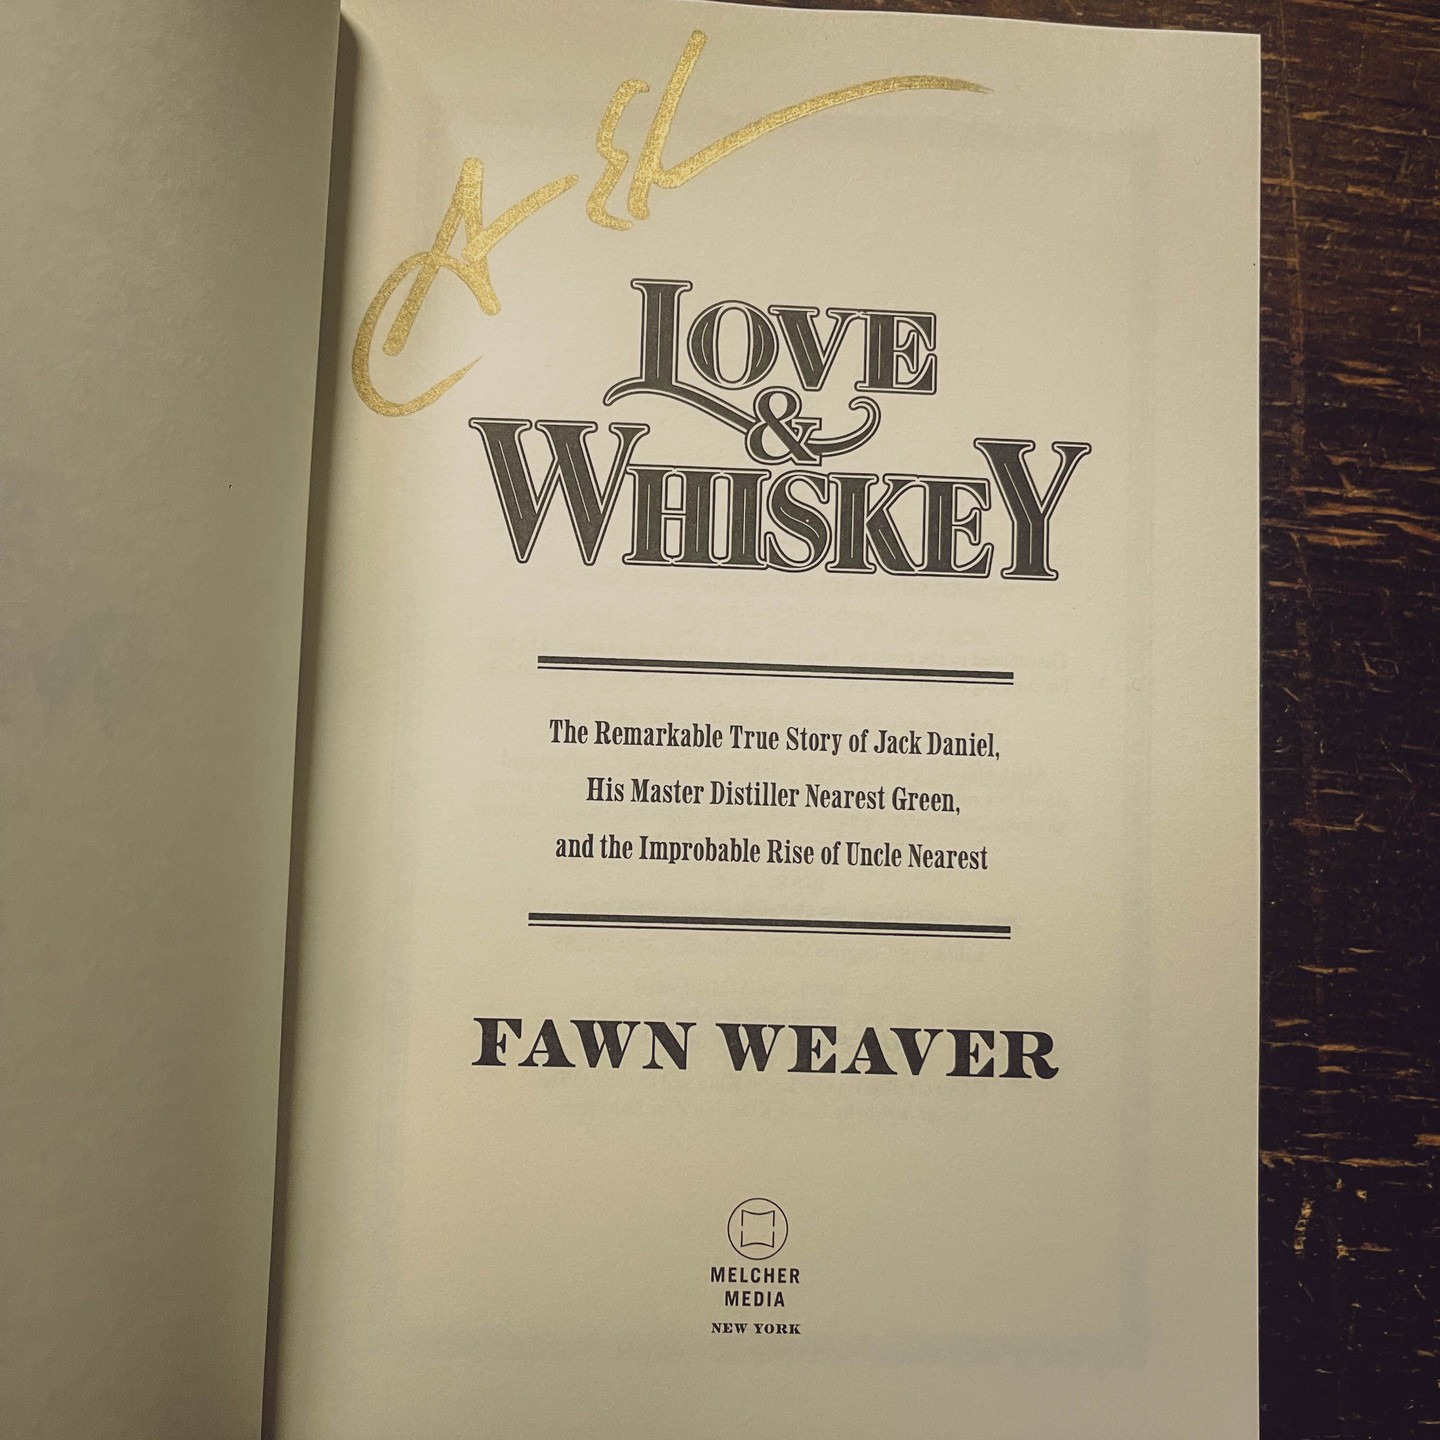 LOVE
&
WHISKEY
The Remarkable True Story of Jack Daniel,
His Master Distiller Nearest Green,
and the Improbable Rise of Uncle Nearest
FAWN WEAVER
MELCHER
MEDIA
NEW YORK